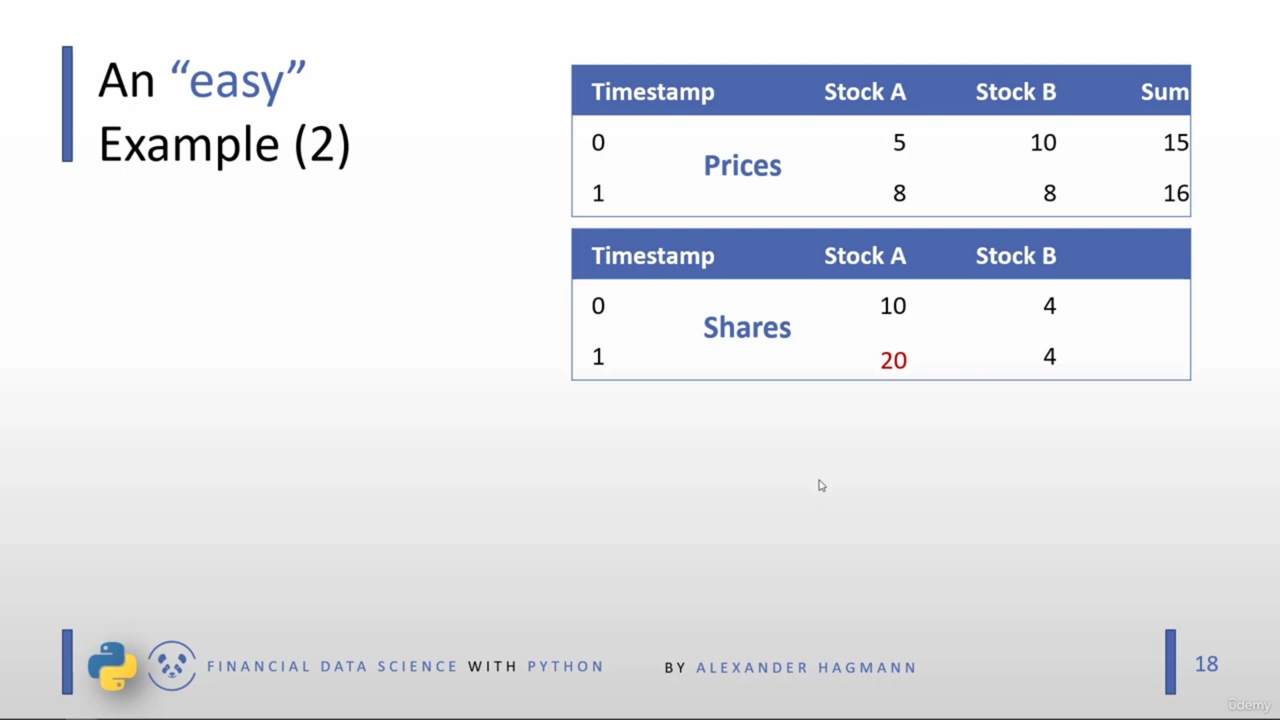 An “easy”
Example (2)
Timestamp Stock A Stock B Sum
0 5 10 15
Prices
1 8 8 16
Timestamp Stock A Stock B
0 10 4
Shares
1 20 4
FINANCIAL DATA SCIENCE WITH PYTHON BY ALEXANDER HAGMANN
18
ûdemy